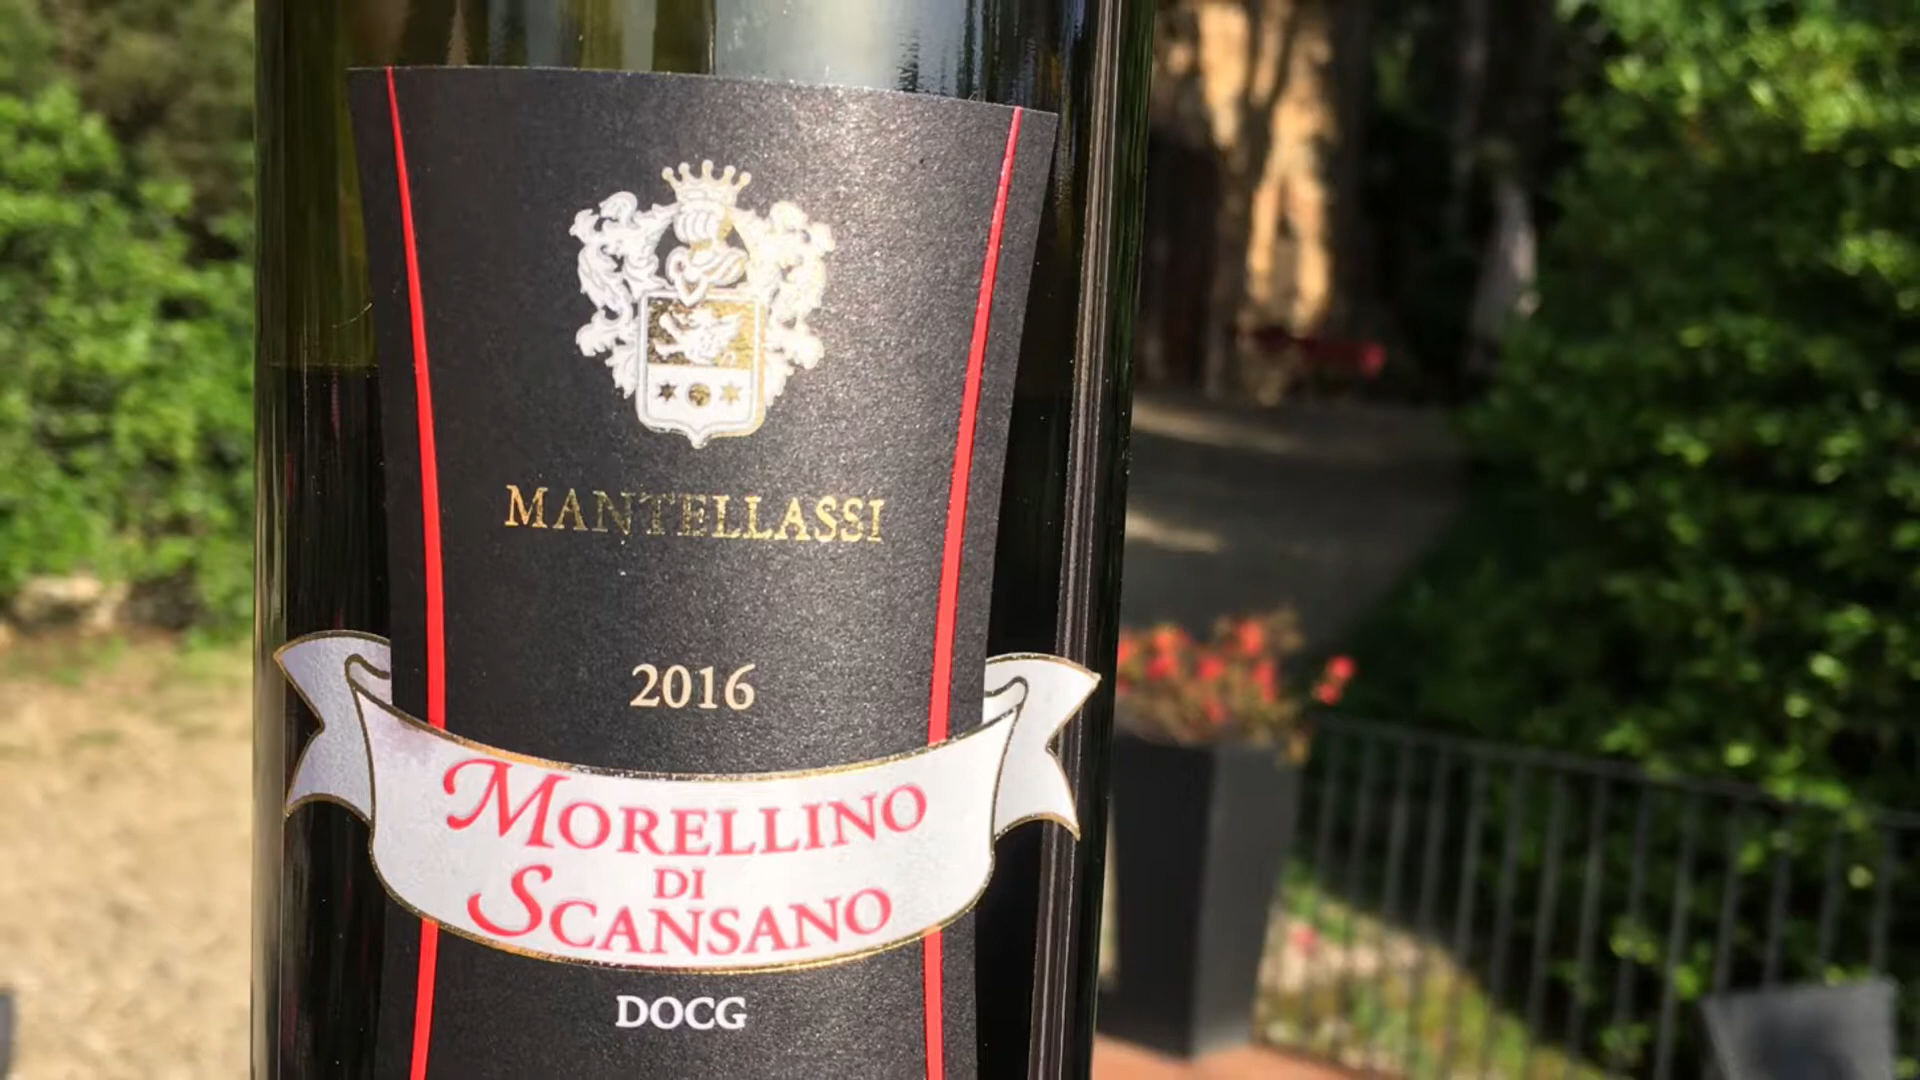 MANTELLASSI
2016
MORELLINO
DI
SCANSANO
DOCG